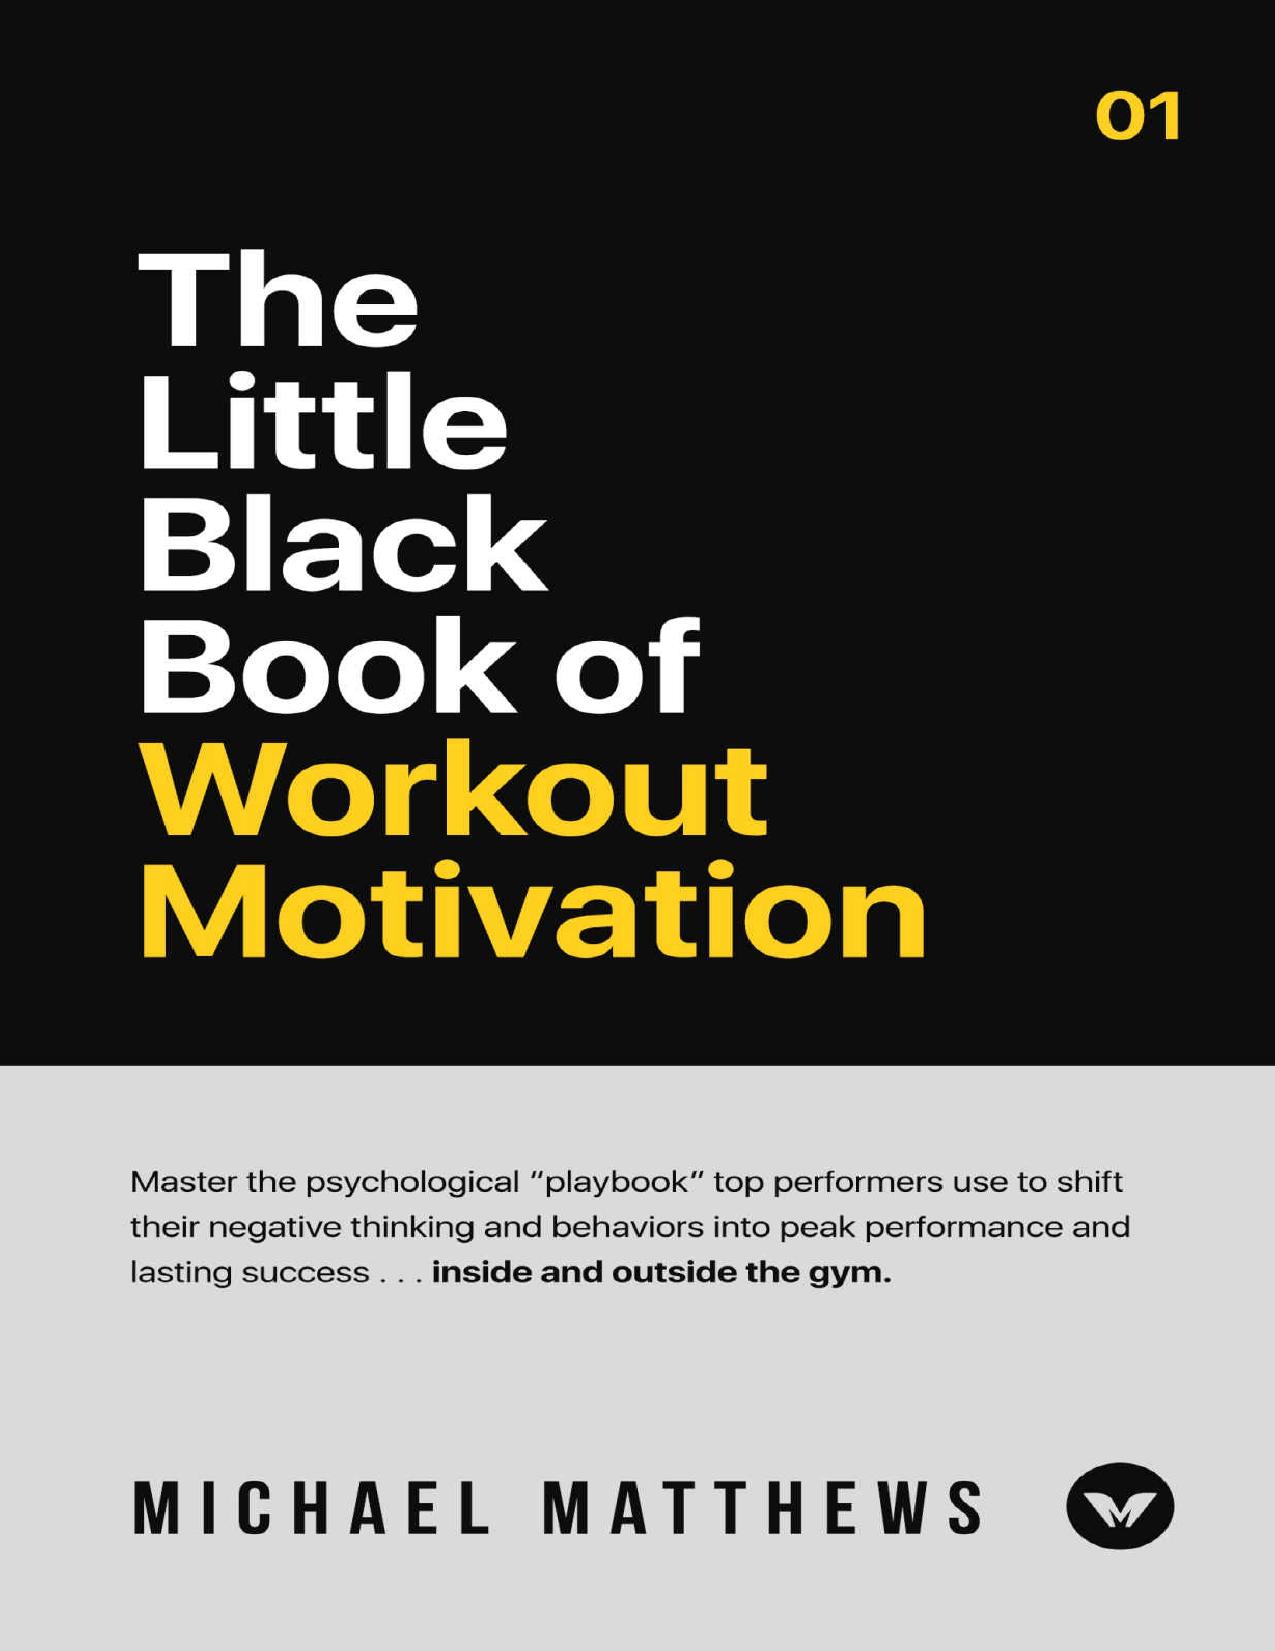 01
The
Little
Black
Book of
Workout
Motivation
Master the psychological “playbook” top performers use to shift
their negative thinking and behaviors into peak performance and
lasting success . . . inside and outside the gym.
MICHAEL MATTHEWS